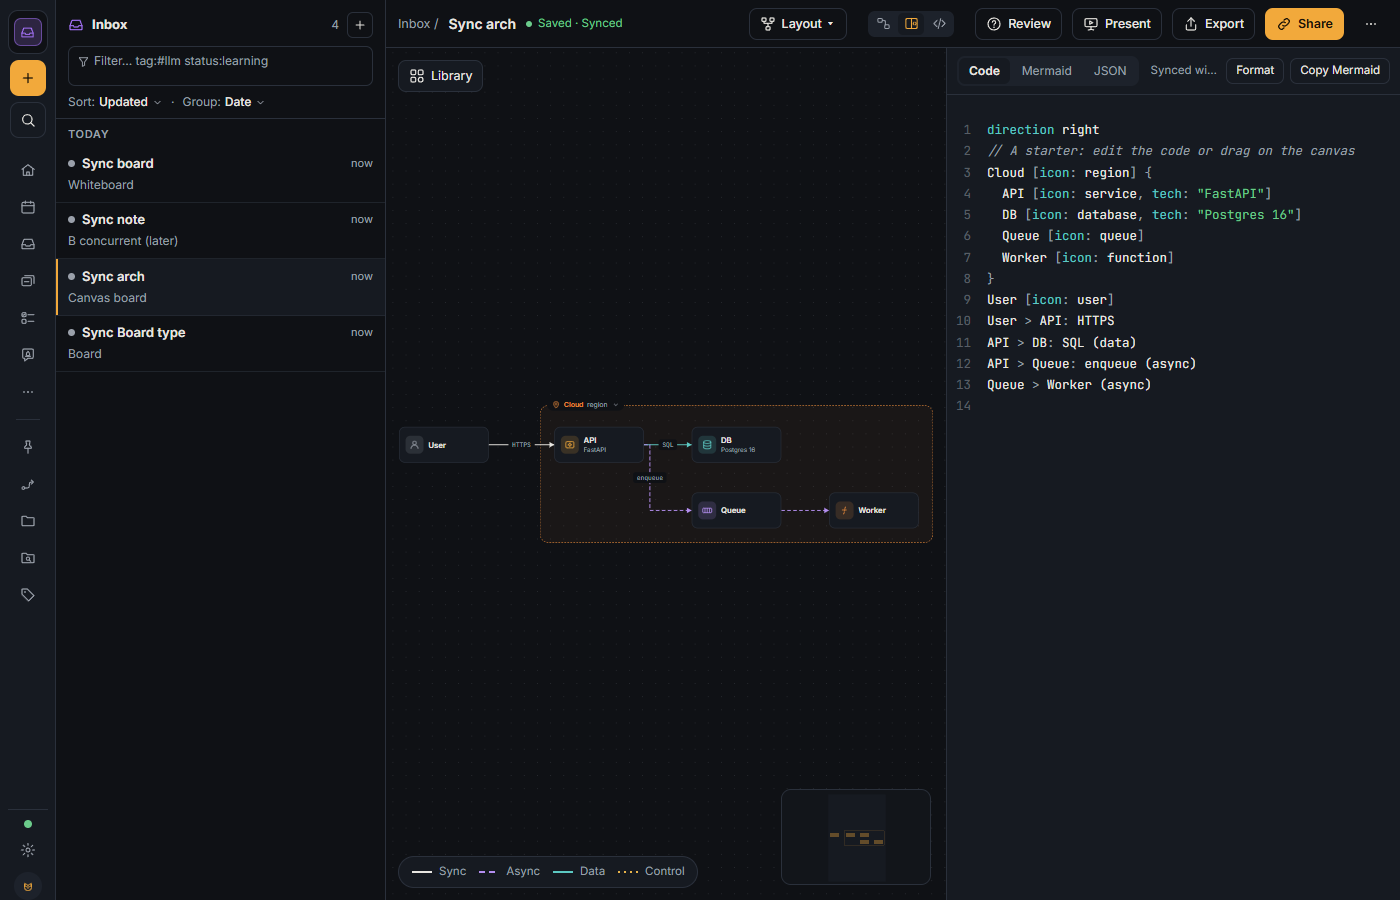 Inbox
4
Filter... tag:#llm status:learning
Sort: Updated · Group: Date
TODAY
Sync board now
Whiteboard
Sync note now
B concurrent (later)
Sync arch now
Canvas board
Sync Board type now
Board
Inbox / Sync arch Saved · Synced
Layout
Review
Present
Export
Share
Library
Cloud region
User
HTTPS
API
FastAPI
SQL
DB
Postgres 16
enqueue
Queue
Worker
Sync Async Data Control
Code Mermaid JSON Synced wi... Format Copy Mermaid
1 direction right
2 // A starter: edit the code or drag on the canvas
3 Cloud [icon: region] {
4 API [icon: service, tech: "FastAPI"]
5 DB [icon: database, tech: "Postgres 16"]
6 Queue [icon: queue]
7 Worker [icon: function]
8 }
9 User [icon: user]
10 User > API: HTTPS
11 API > DB: SQL (data)
12 API > Queue: enqueue (async)
13 Queue > Worker (async)
14